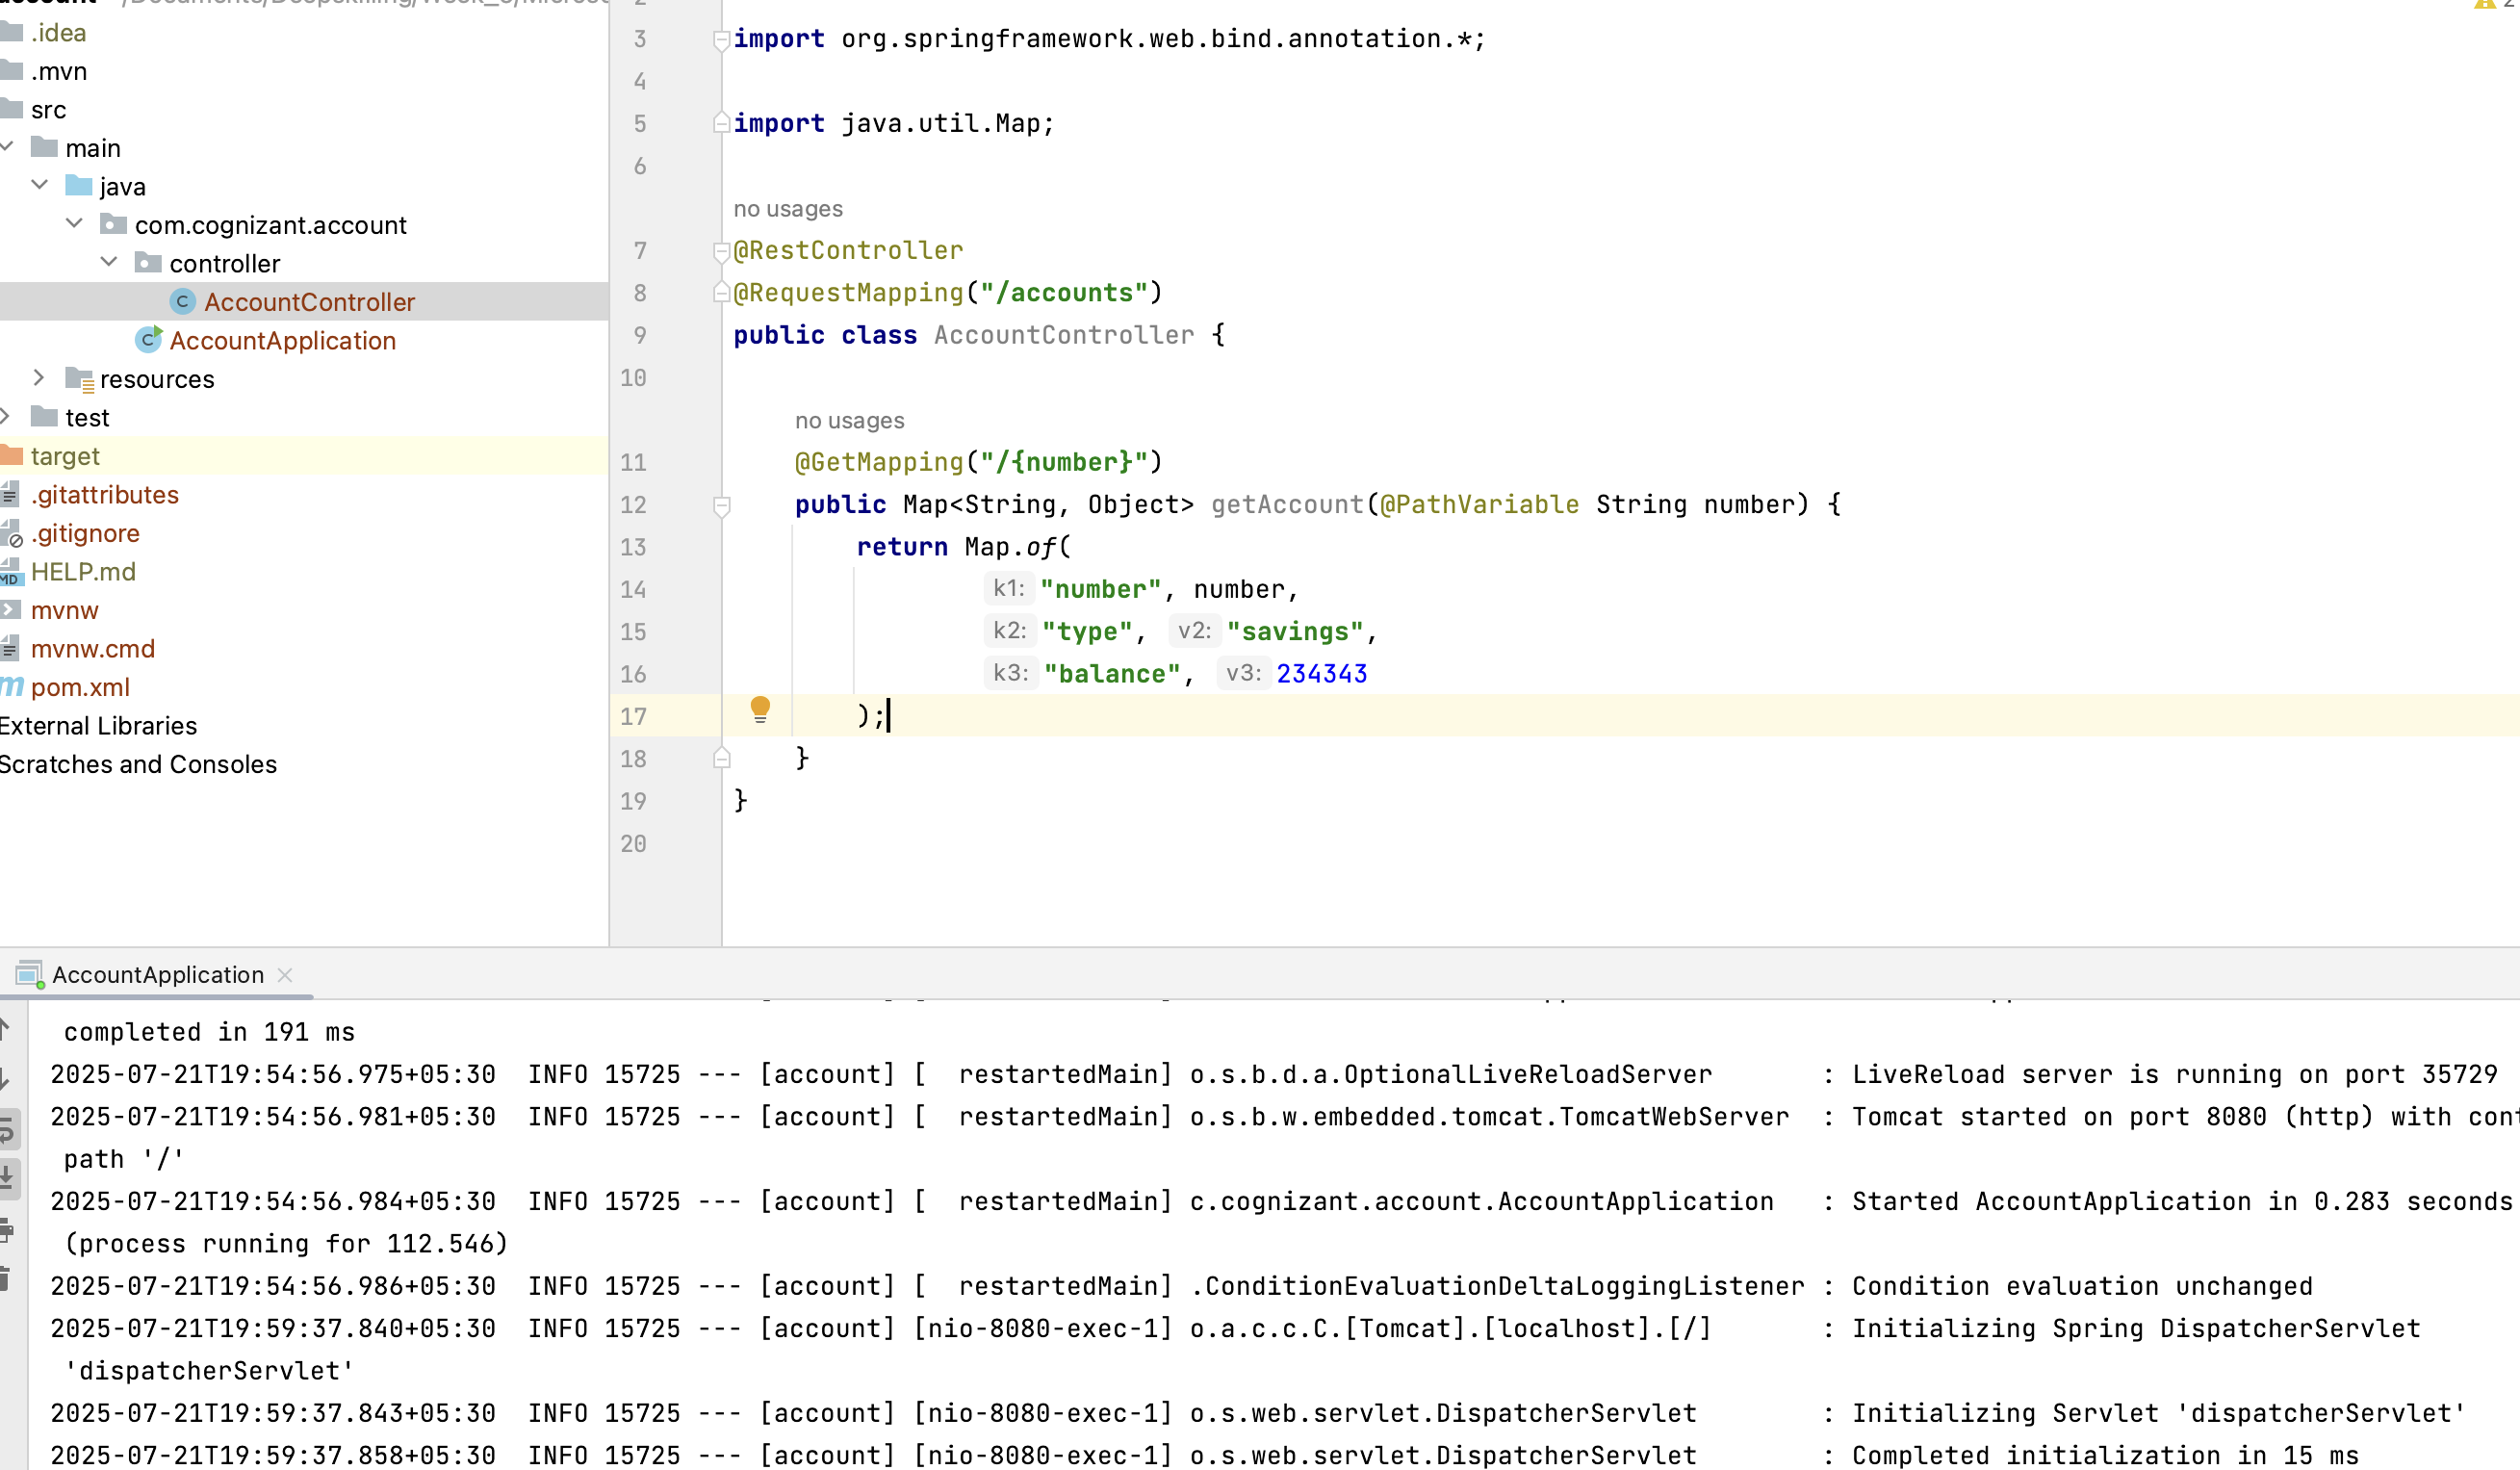 .idea
.mvn
src
main
java
com.cognizant.account
controller
AccountController
AccountApplication
resources
test
target
.gitattributes
.gitignore
HELP.md
mvnw
mvnw.cmd
pom.xml
External Libraries
Scratches and Consoles
3 import org.springframework.web.bind.annotation.*;
4
5 import java.util.Map;
6
no usages
7 @RestController
8 @RequestMapping("/accounts")
9 public class AccountController {
10
no usages
11 @GetMapping("/{number}")
12 public Map<String, Object> getAccount(@PathVariable String number) {
13 return Map.of(
14 k1: "number", number,
15 k2: "type", v2: "savings",
16 k3: "balance", v3: 234343
17 );
18 }
19 }
20
AccountApplication
completed in 191 ms
2025-07-21T19:54:56.975+05:30  INFO 15725 --- [account] [  restartedMain] o.s.b.d.a.OptionalLiveReloadServer       : LiveReload server is running on port 35729
2025-07-21T19:54:56.981+05:30  INFO 15725 --- [account] [  restartedMain] o.s.b.w.embedded.tomcat.TomcatWebServer  : Tomcat started on port 8080 (http) with
path '/'
2025-07-21T19:54:56.984+05:30  INFO 15725 --- [account] [  restartedMain] c.cognizant.account.AccountApplication   : Started AccountApplication in 0.283 seconds
(process running for 112.546)
2025-07-21T19:54:56.986+05:30  INFO 15725 --- [account] [  restartedMain] .ConditionEvaluationDeltaLoggingListener : Condition evaluation unchanged
2025-07-21T19:59:37.840+05:30  INFO 15725 --- [account] [nio-8080-exec-1] o.a.c.c.C.[Tomcat].[localhost].[/]       : Initializing Spring DispatcherServlet
'dispatcherServlet'
2025-07-21T19:59:37.843+05:30  INFO 15725 --- [account] [nio-8080-exec-1] o.s.web.servlet.DispatcherServlet        : Initializing Servlet 'dispatcherServlet'
2025-07-21T19:59:37.858+05:30  INFO 15725 --- [account] [nio-8080-exec-1] o.s.web.servlet.DispatcherServlet        : Completed initialization in 15 ms